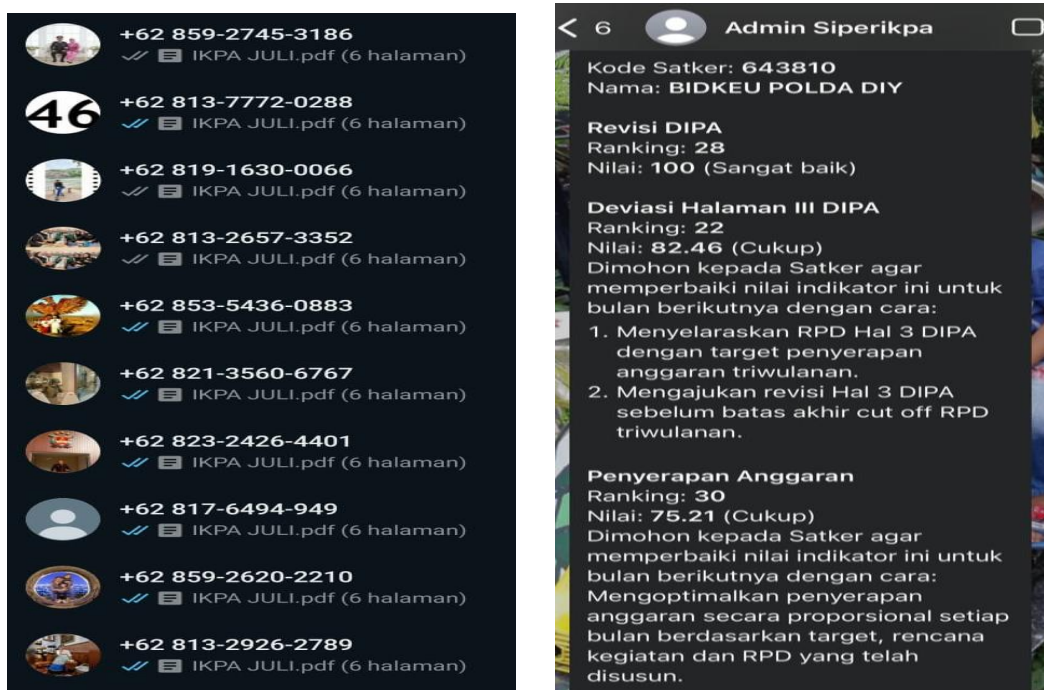 +62 859-2745-3186
IKPA JULI.pdf (6 halaman)
46
+62 813-7772-0288
IKPA JULI.pdf (6 halaman)
+62 819-1630-0066
IKPA JULI.pdf (6 halaman)
+62 813-2657-3352
IKPA JULI.pdf (6 halaman)
+62 853-5436-0883
IKPA JULI.pdf (6 halaman)
+62 821-3560-6767
IKPA JULI.pdf (6 halaman)
+62 823-2426-4401
IKPA JULI.pdf (6 halaman)
+62 817-6494-949
IKPA JULI.pdf (6 halaman)
+62 859-2620-2210
IKPA JULI.pdf (6 halaman)
+62 813-2926-2789
IKPA JULI.pdf (6 halaman)
6 Admin Siperikpa
Kode Satker: 643810
Nama: BIDKEU POLDA DIY
Revisi DIPA
Ranking: 28
Nilai: 100 (Sangat baik)
Deviasi Halaman III DIPA
Ranking: 22
Nilai: 82.46 (Cukup)
Dimohon kepada Satker agar
memperbaiki nilai indikator ini untuk
bulan berikutnya dengan cara:
1. Menyelaraskan RPD Hal 3 DIPA
dengan target penyerapan
anggaran triwulanan.
2. Mengajukan revisi Hal 3 DIPA
sebelum batas akhir cut off RPD
triwulanan.
Penyerapan Anggaran
Ranking: 30
Nilai: 75.21 (Cukup)
Dimohon kepada Satker agar
memperbaiki nilai indikator ini untuk
bulan berikutnya dengan cara:
Mengoptimalkan penyerapan
anggaran secara proporsional setiap
bulan berdasarkan target, rencana
kegiatan dan RPD yang telah
disusun.